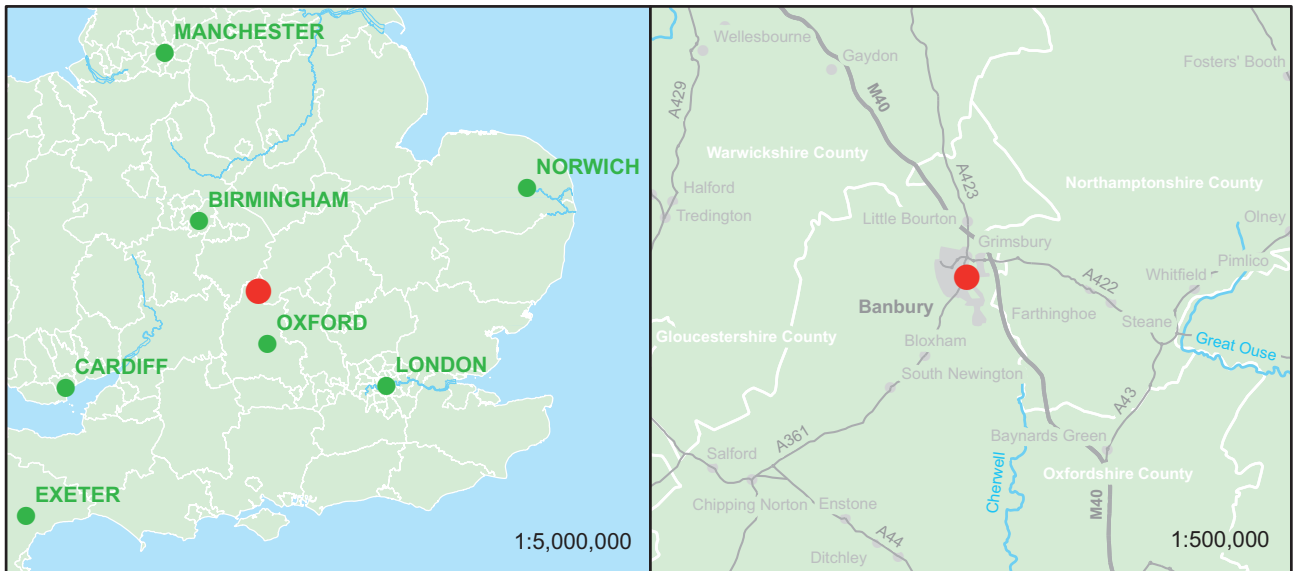 MANCHESTER
NORWICH
BIRMINGHAM
OXFORD
CARDIFF
LONDON
EXETER
1:5,000,000
Wellesbourne
Gaydon
Fosters' Booth
A429
M40
Warwickshire County
A423
Northamptonshire County
Halford
Tredington
Little Bourton
Olney
Grimsbury
Pimlico
Whitfield
A422
Banbury
Farthinghoe
Steane
Gloucestershire County
Bloxham
Great Ouse
South Newington
A43
A361
Baynards Green
Salford
Oxfordshire County
Chipping Norton
Enstone
Cherwell
M40
A44
Ditchley
1:500,000